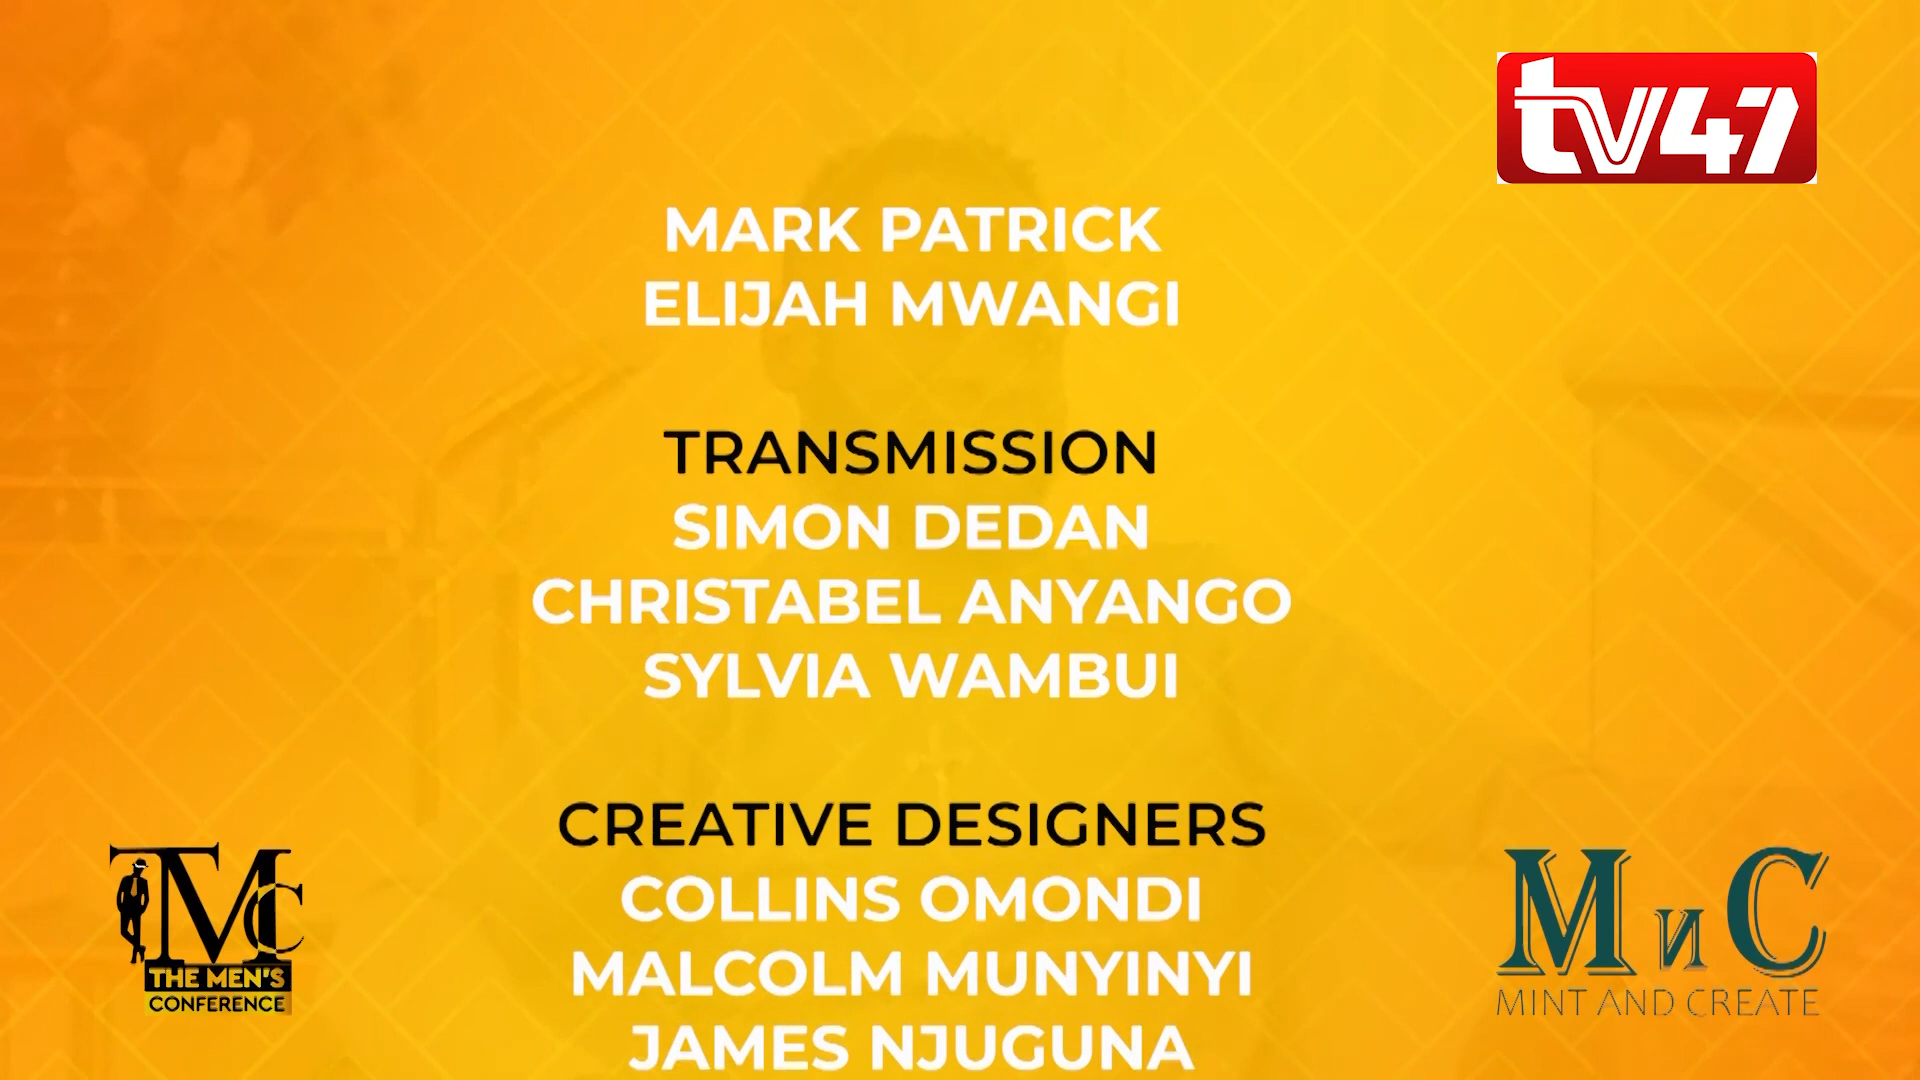 tv47
MARK PATRICK
ELIJAH MWANGI
TRANSMISSION
SIMON DEDAN
CHRISTABEL ANYANGO
SYLVIA WAMBUI
CREATIVE DESIGNERS
COLLINS OMONDI
MALCOLM MUNYINYI
JAMES NJUGUNA
TMC
THE MEN'S
CONFERENCE
MиC
MINT AND CREATE